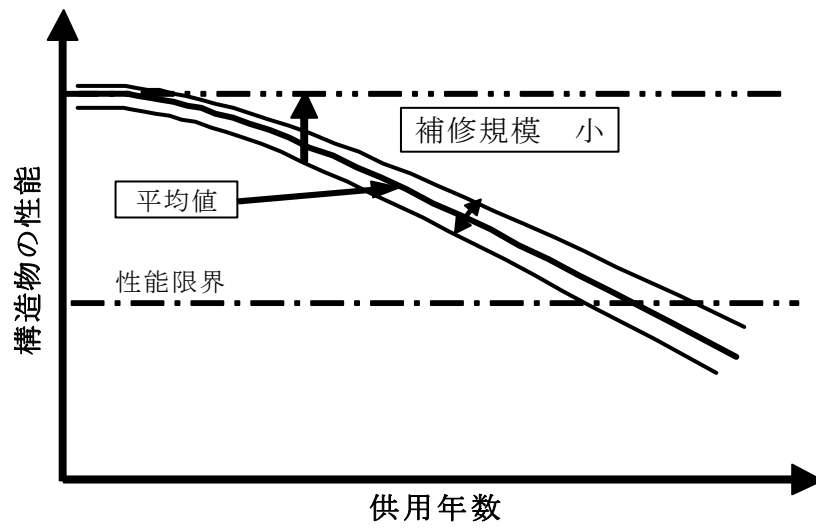 補修規模　小
平均値
性能限界
構造物の性能
供用年数